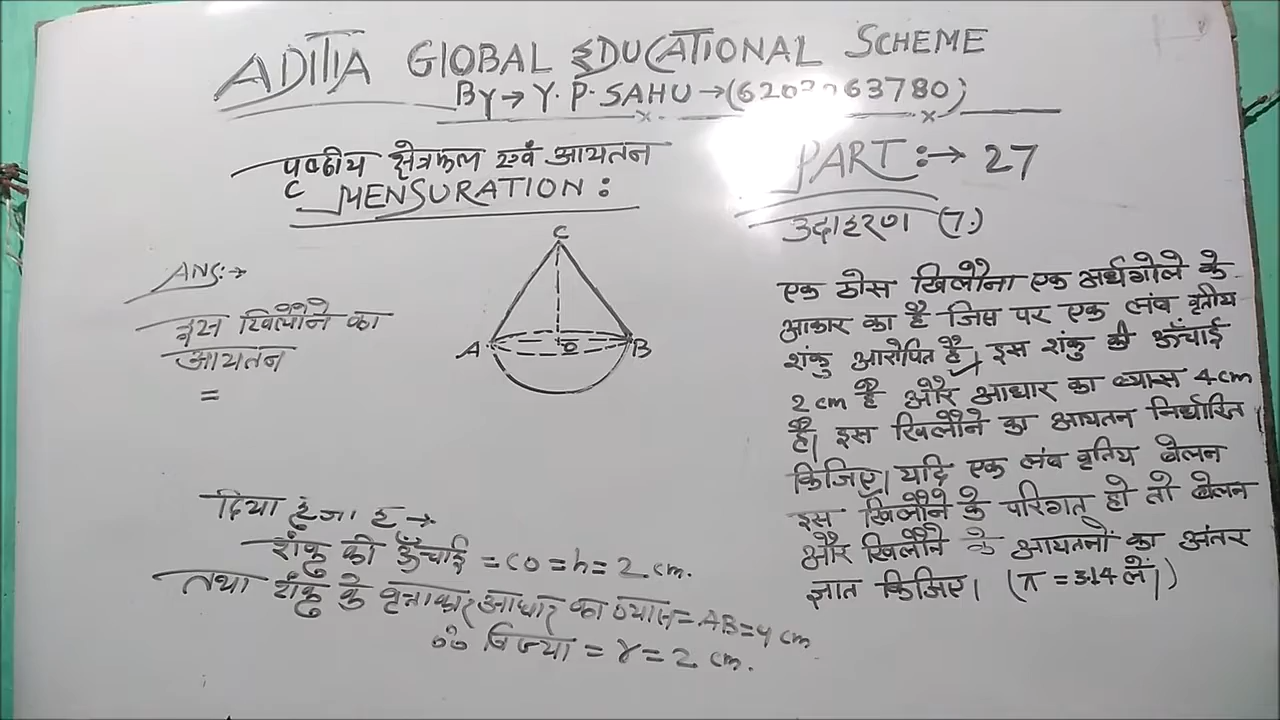 ADITIA GLOBAL EDUCATIONAL SCHEME
BY→ Y. P. SAHU →(620 63780)
पृष्ठीय क्षेत्रफल एवं आयतन
MENSURATION:
PART:→ 27
उदाहरण (7.)
ANS:→
इस खिलौने का
आयतन
=
C
A
O
B
एक ठोस खिलौना एक अर्धगोले के
आकार का है जिस पर एक लंब वृतीय
शंकु आरोपित है। इस शंकु की ऊँचाई
2 cm है और आधार का व्यास 4 cm
है। इस खिलौने का आयतन निर्धारित
किजिए। यदि एक लंब वृतिय बेलन
इस खिलौने के परिगत हो तो बेलन
और खिलौने के आयतनों का अंतर
ज्ञात किजिए। (π = 3.14 लें।)
दिया हुआ है →
शंकु की ऊँचाई = CO = h = 2 cm.
तथा शंकु के वृत्ताकार आधार का व्यास = AB = 4 cm
∴ त्रिज्या = r = 2 cm.